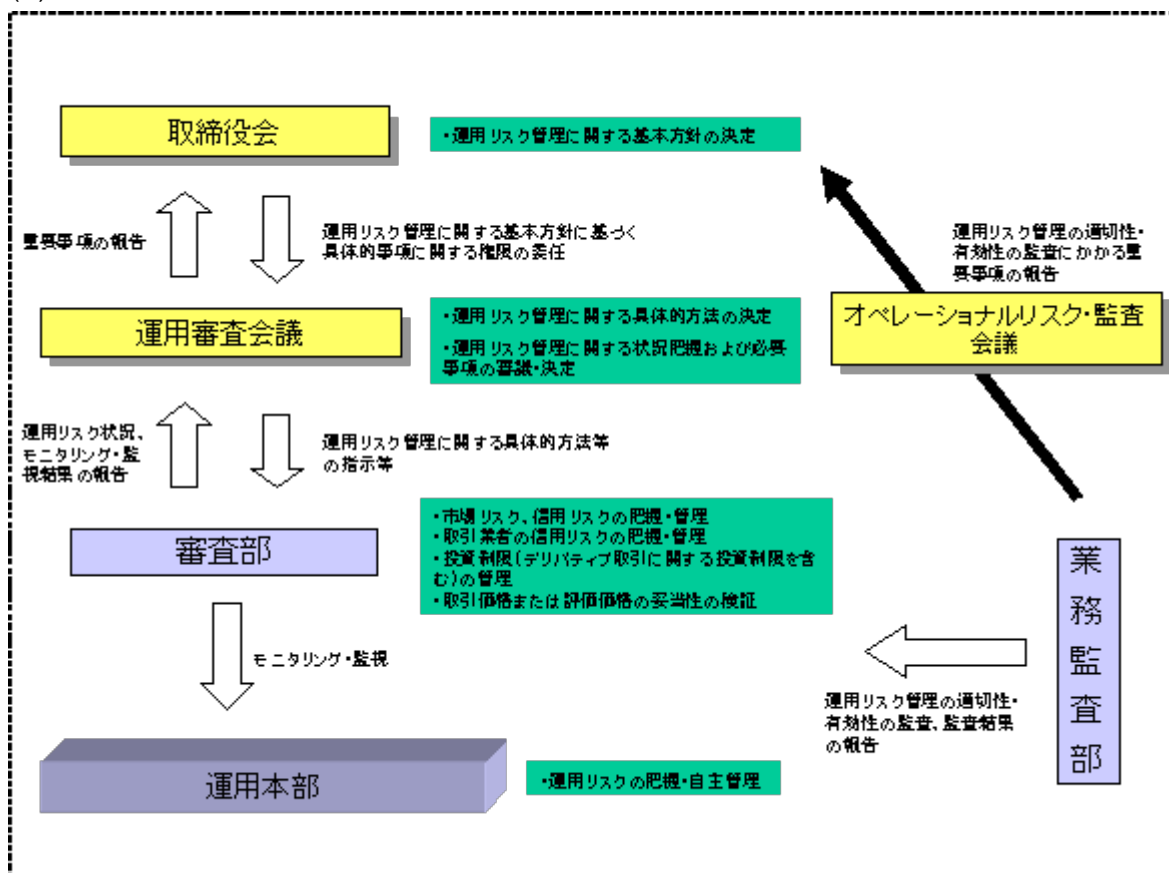 取締役会
・運用リスク管理に関する基本方針の決定
重要事項の報告
運用リスク管理に関する基本方針に基づく
具体的事項に関する権限の委任
運用リスク管理の適切性・
有効性の監査にかかる重
要事項の報告
運用審査会議
・運用リスク管理に関する具体的方法の決定
・運用リスク管理に関する状況把握および必要
事項の審議・決定
オペレーショナルリスク・監査
会議
運用リスク状況、
モニタリング・監
視結果の報告
運用リスク管理に関する具体的方法等
の指示等
審査部
・市場リスク、信用リスクの把握・管理
・取引業者の信用リスクの把握・管理
・投資制限(デリバティブ取引に関する投資制限を含
む)の管理
・取引価格または評価価格の妥当性の検証
業務監査部
モニタリング・監視
運用リスク管理の適切性・
有効性の監査、監査結果
の報告
運用本部
・運用リスクの把握・自主管理